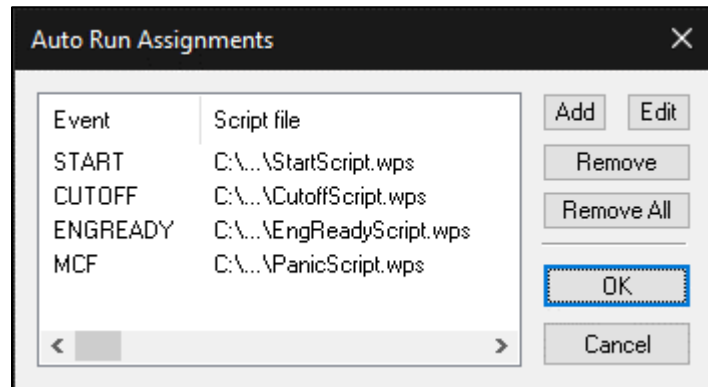 Auto Run Assignments
Event Script file
START C:\...\StartScript.wps
CUTOFF C:\...\CutoffScript.wps
ENGREADY C:\...\EngReadyScript.wps
MCF C:\...\PanicScript.wps
Add Edit
Remove
Remove All
OK
Cancel